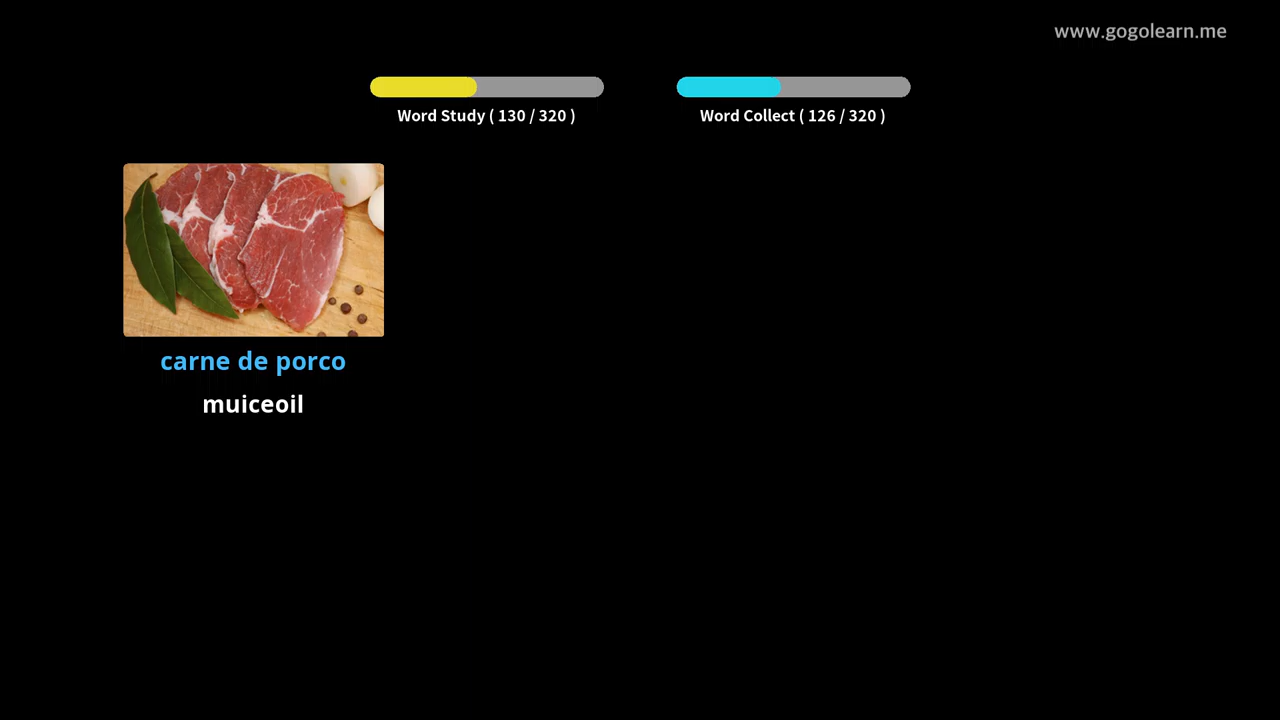 www.gogolearn.me
Word Study ( 130 / 320 )
Word Collect ( 126 / 320 )
carne de porco
muiceoil